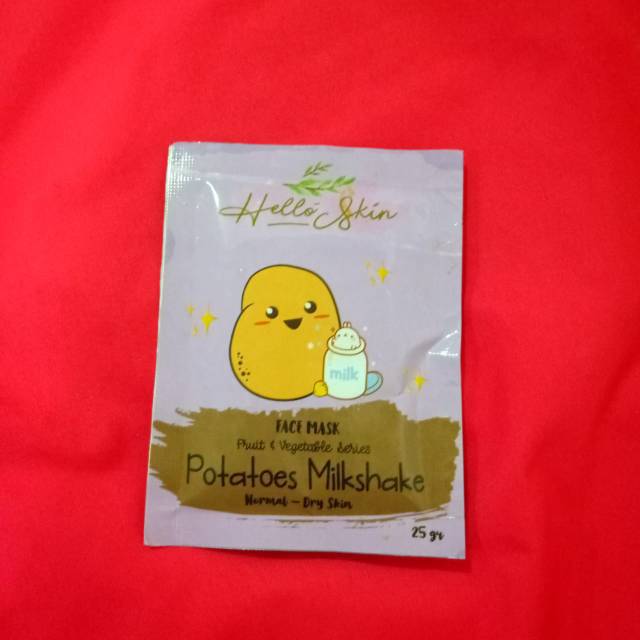 Hello Skin
milk
FACE MASK
Fruit & Vegetable Series
Potatoes Milkshake
Normal - Dry Skin
25 gr